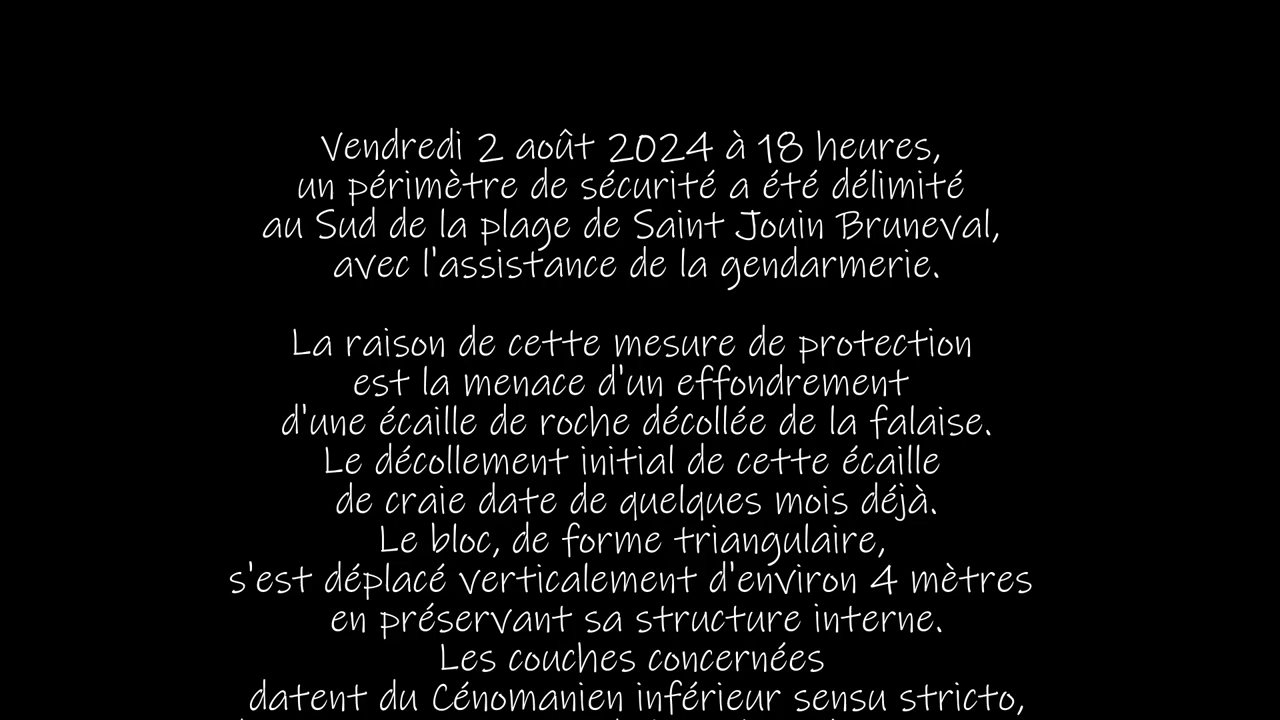 Vendredi 2 août 2024 à 18 heures,
un périmètre de sécurité a été délimité
au Sud de la plage de Saint Jouin Bruneval,
avec l'assistance de la gendarmerie.
La raison de cette mesure de protection
est la menace d'un effondrement
d'une écaille de roche décollée de la falaise.
Le décollement initial de cette écaille
de craie date de quelques mois déjà.
Le bloc, de forme triangulaire,
s'est déplacé verticalement d'environ 4 mètres
en préservant sa structure interne.
Les couches concernées
datent du Cénomanien inférieur sensu stricto,